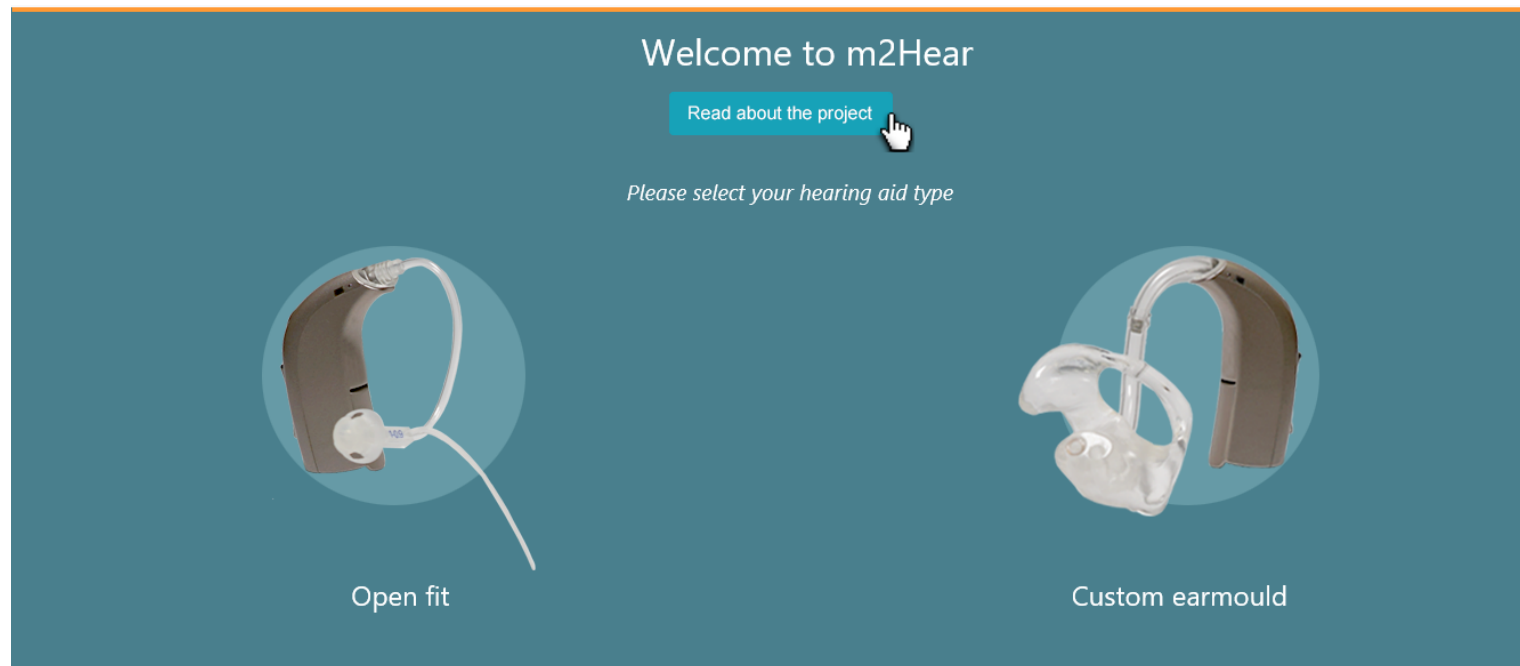 Welcome to m2Hear
Read about the project
Please select your hearing aid type
Open fit
Custom earmould